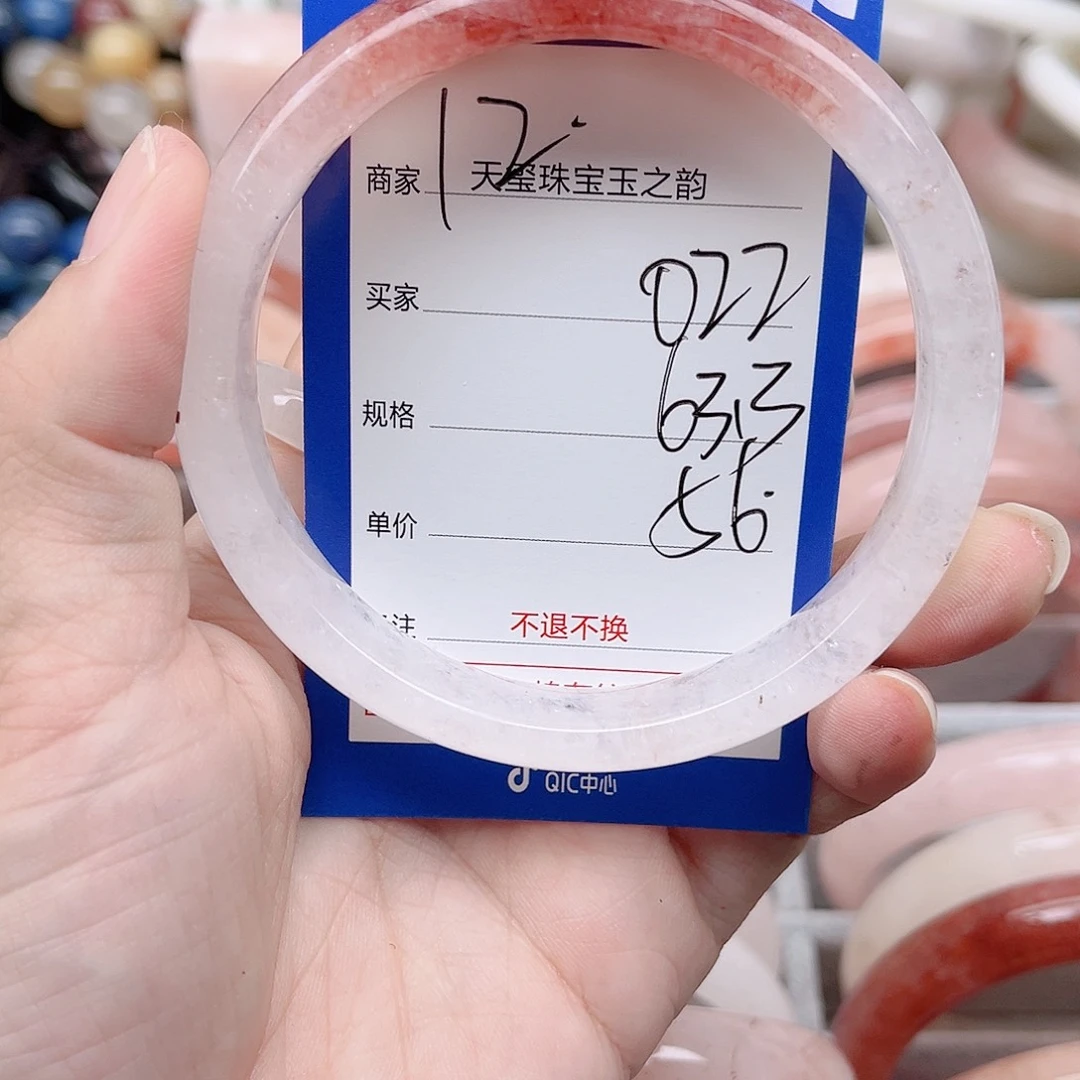 12.
商家 天玺珠宝玉之韵
买家 022
规格 63.3
单价 56.
注 不退不换
QIC中心